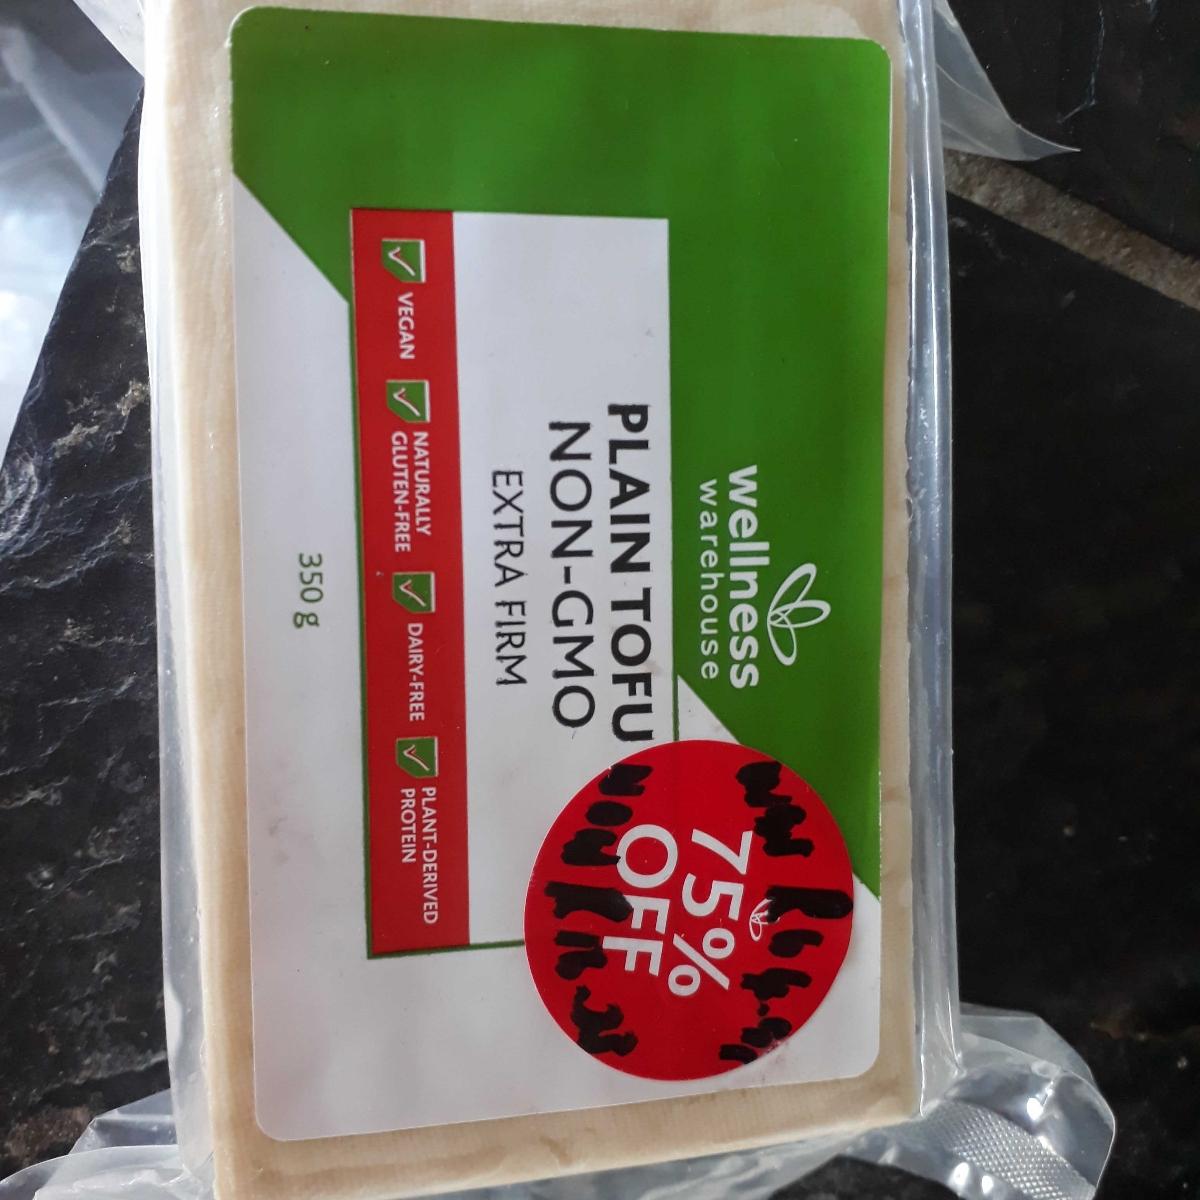 wellness
warehouse
PLAIN TOFU
NON-GMO
EXTRA FIRM
VEGAN
NATURALLY
GLUTEN-FREE
DAIRY-FREE
PLANT-DERIVED
PROTEIN
350 g
75%
OFF